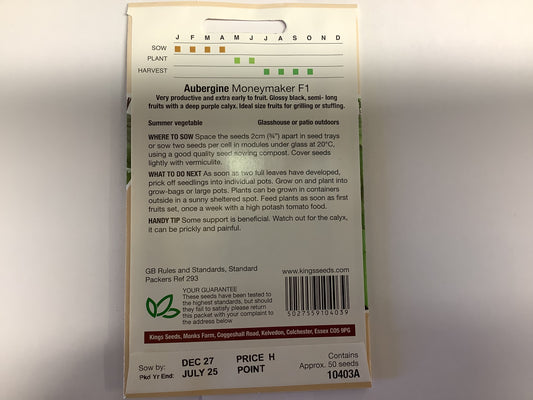 J F M A M J J A S O N D
SOW
PLANT
HARVEST
Aubergine Moneymaker F1
Very productive and extra early to fruit. Glossy black, semi- long
fruits with a deep purple calyx. Ideal size fruits for grilling or stuffing.
Summer vegetable Glasshouse or patio outdoors
WHERE TO SOW Space the seeds 2cm (¾") apart in seed trays
or sow two seeds per cell in modules under glass at 20°C,
using a good quality seed sowing compost. Cover seeds
lightly with vermiculite.
WHAT TO DO NEXT As soon as two full leaves have developed,
prick off seedlings into individual pots. Grow on and plant into
grow-bags or large pots. Plants can be grown in containers
outside in a sunny sheltered spot. Feed plants as soon as first
fruits set, once a week with a high potash tomato food.
HANDY TIP Some support is beneficial. Watch out for the calyx,
it can be prickly and painful.
GB Rules and Standards, Standard
Packers Ref 293
www.kingsseeds.com
YOUR GUARANTEE
These seeds have been tested
for highest standards, but should
they fail to satisfy please return
this packet with your complaint to
the address below
5027559104039
Kings Seeds, Monks Farm, Coggeshall Road, Kelvedon, Colchester, Essex CO5 9PG
Sow by: DEC 27 PRICE H Contains
Pkd Yr End: JULY 25 POINT Approx. 50 seeds
10403A